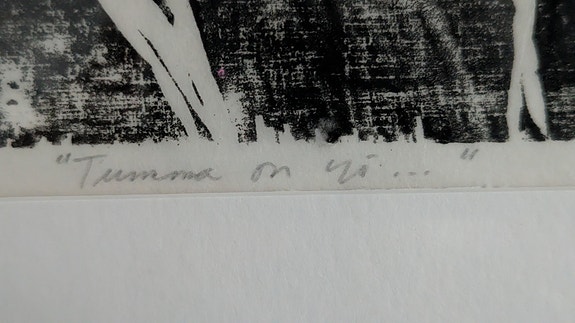 "Tumma on yö... "